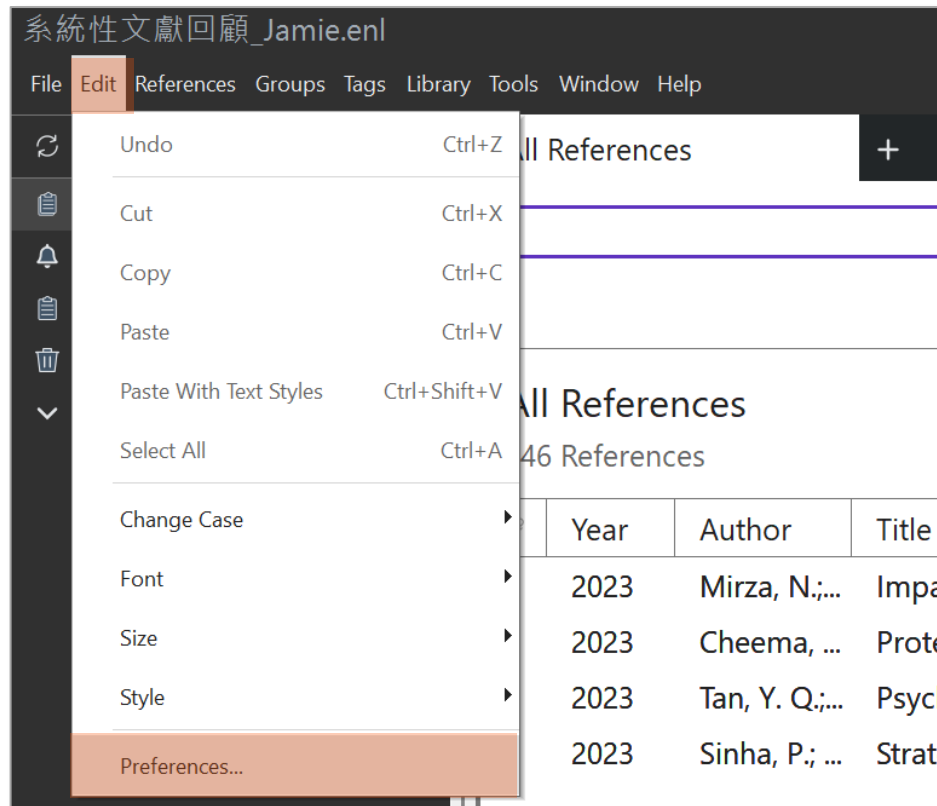 系統性文獻回顧_Jamie.enl
File Edit References Groups Tags Library Tools Window Help
Undo Ctrl+Z
All References +
Cut Ctrl+X
Copy Ctrl+C
Paste Ctrl+V
Paste With Text Styles Ctrl+Shift+V
All References
Select All Ctrl+A
46 References
Change Case
Year Author Title
Font
2023 Mirza, N.;... Impa
Size
2023 Cheema, ... Prote
Style
2023 Tan, Y. Q.;... Psyc
2023 Sinha, P.; ... Strat
Preferences...